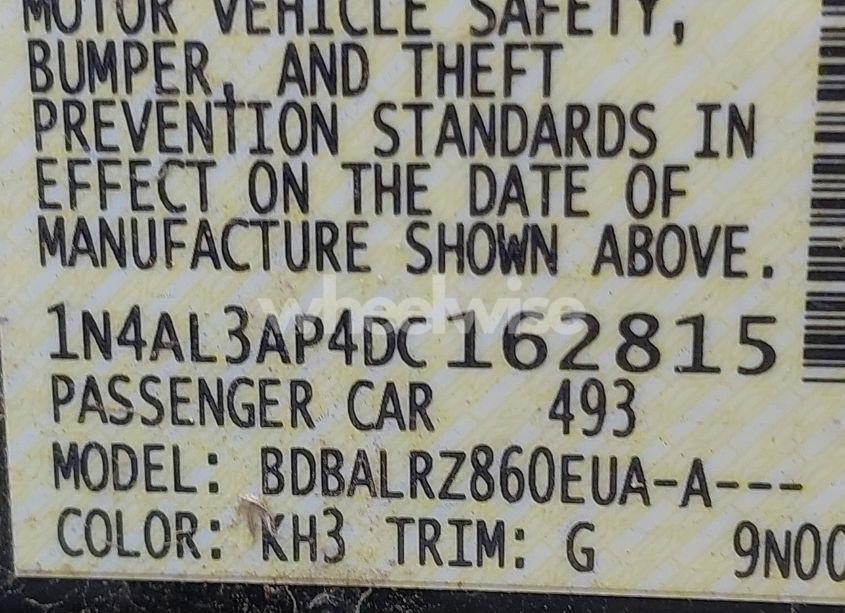 MOTOR VEHICLE SAFETY,
BUMPER, AND THEFT
PREVENTION STANDARDS IN
EFFECT ON THE DATE OF
MANUFACTURE SHOWN ABOVE.
wheelwise
1N4AL3AP4DC162815
PASSENGER CAR 493
MODEL: BDBALRZ860EUA-A---
COLOR: KH3 TRIM: G 9N00